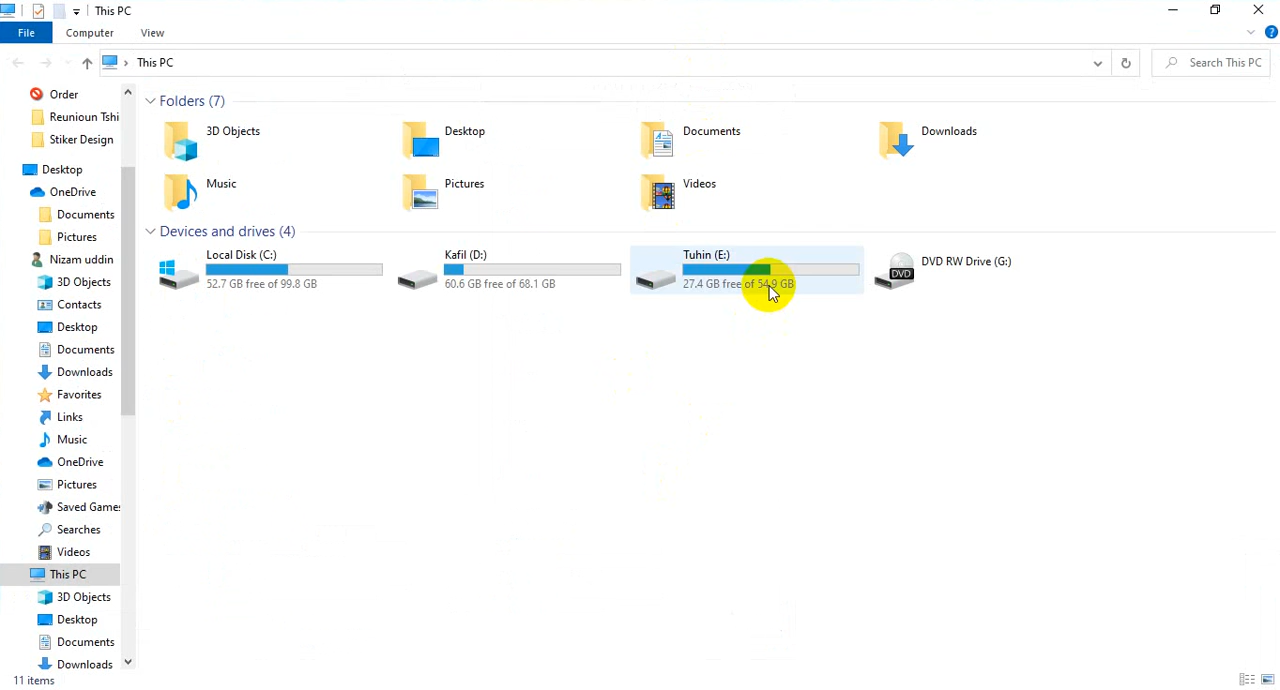 This PC
File
Computer
View
This PC
Search This PC
Order
Reunioun Tshi
Stiker Design
Desktop
OneDrive
Documents
Pictures
Nizam uddin
3D Objects
Contacts
Desktop
Documents
Downloads
Favorites
Links
Music
OneDrive
Pictures
Saved Games
Searches
Videos
This PC
3D Objects
Desktop
Documents
Downloads
Folders (7)
3D Objects
Desktop
Documents
Downloads
Music
Pictures
Videos
Devices and drives (4)
Local Disk (C:)
52.7 GB free of 99.8 GB
Kafil (D:)
60.6 GB free of 68.1 GB
Tuhin (E:)
27.4 GB free of 54.9 GB
DVD
DVD RW Drive (G:)
11 items